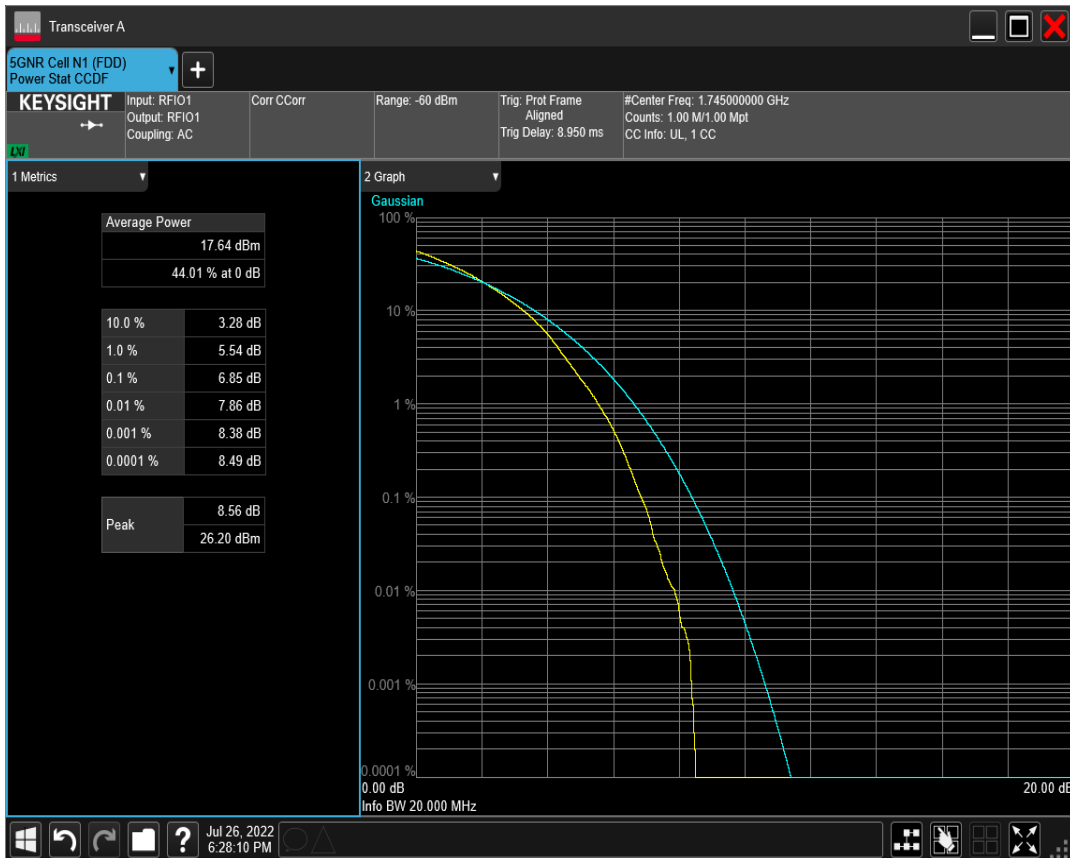 Transceiver A
5GNR Cell N1 (FDD)
Power Stat CCDF
+
KEYSIGHT
LXI
Input: RFIO1
Output: RFIO1
Coupling: AC
Corr CCorr
Range: -60 dBm
Trig: Prot Frame
Aligned
Trig Delay: 8.950 ms
#Center Freq: 1.745000000 GHz
Counts: 1.00 M/1.00 Mpt
CC Info: UL, 1 CC
1 Metrics
Average Power
17.64 dBm
44.01 % at 0 dB
10.0 % 3.28 dB
1.0 % 5.54 dB
0.1 % 6.85 dB
0.01 % 7.86 dB
0.001 % 8.38 dB
0.0001 % 8.49 dB
Peak
8.56 dB
26.20 dBm
2 Graph
Gaussian
100 %
10 %
1 %
0.1 %
0.01 %
0.001 %
0.0001 %
0.00 dB 20.00 dB
Info BW 20.000 MHz
?
Jul 26, 2022
6:28:10 PM